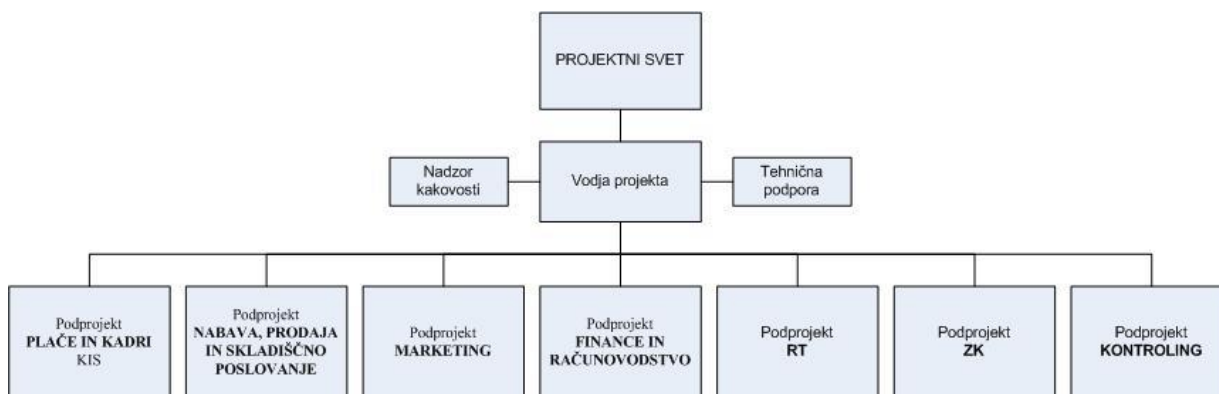 PROJEKTNI SVET
Nadzor
kakovosti
Vodja projekta
Tehnična
podpora
Podprojekt
PLAČE IN KADRI
KIS
Podprojekt
NABAVA, PRODAJA
IN SKLADIŠČNO
POSLOVANJE
Podprojekt
MARKETING
Podprojekt
FINANCE IN
RAČUNOVODSTVO
Podprojekt
RT
Podprojekt
ZK
Podprojekt
KONTROLING